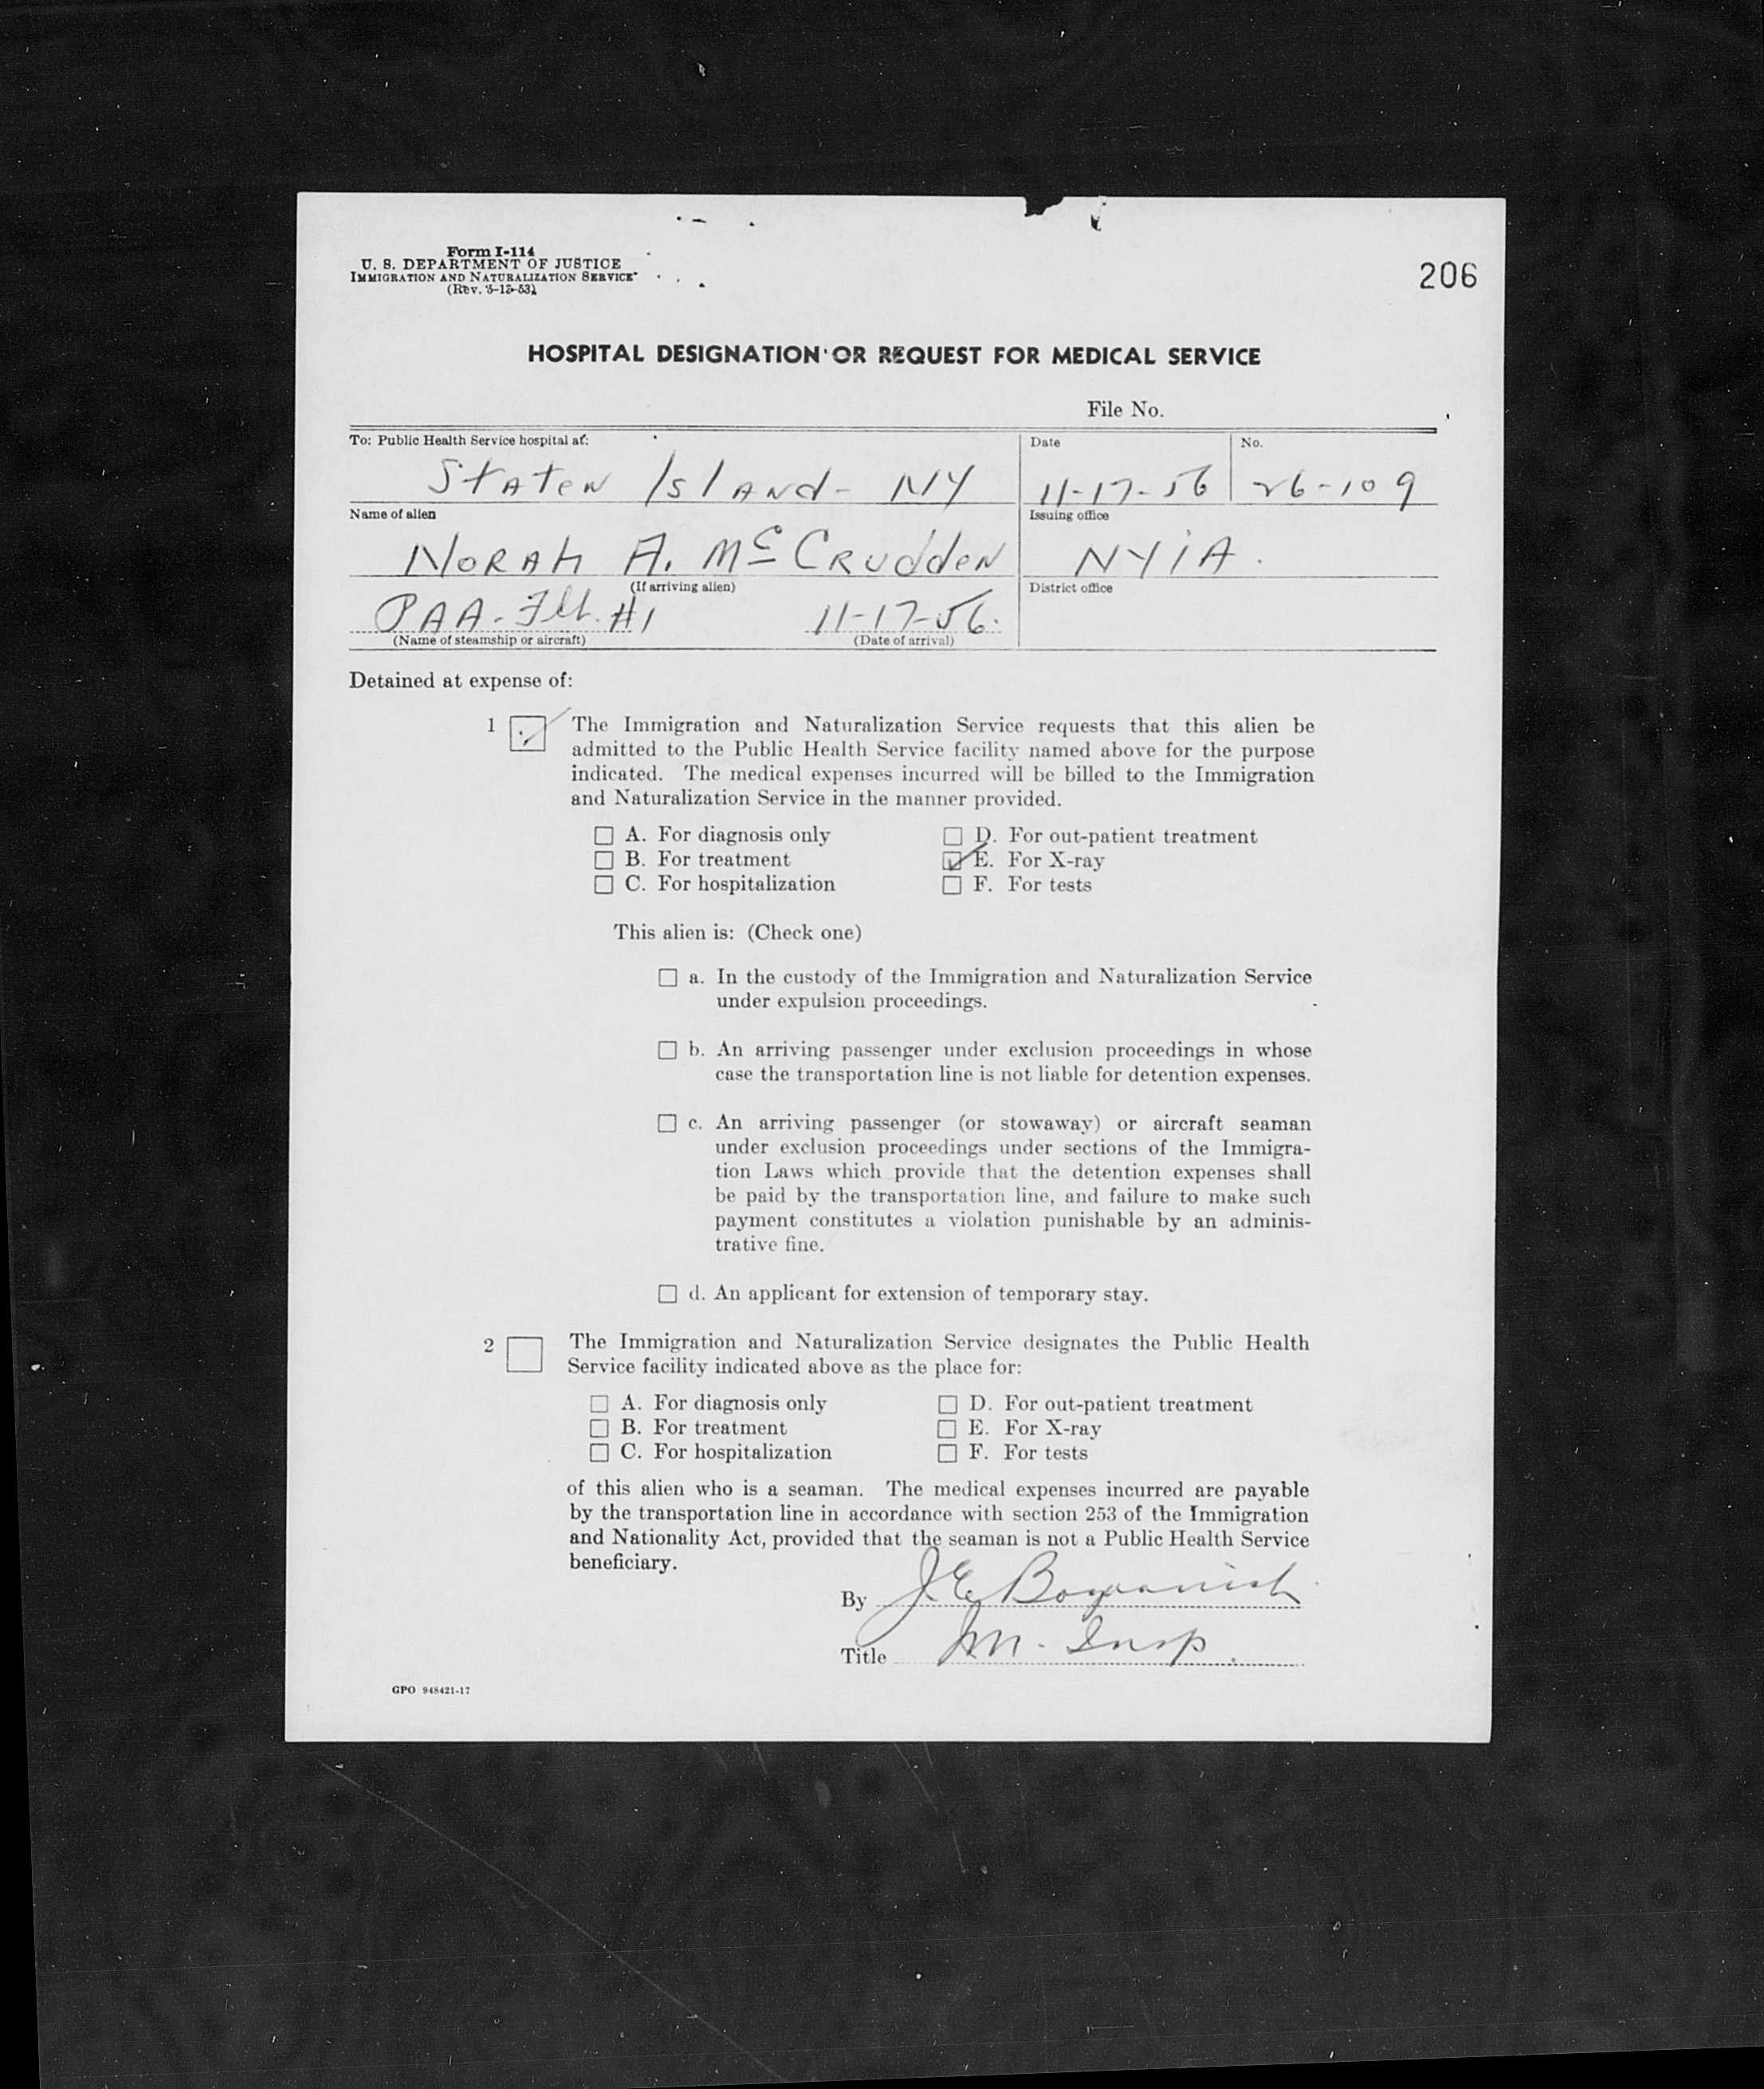 Form I-114
U. S. DEPARTMENT OF JUSTICE
IMMIGRATION AND NATURALIZATION SERVICE
(Rev. 5-13-53)
206
HOSPITAL DESIGNATION OR REQUEST FOR MEDICAL SERVICE
File No.
To: Public Health Service hospital at:
Date
No.
Staten Island - NY
11-17-56
26-109
Name of alien
Issuing office
NORAH A. McCRUDDEN
NYIA.
(If arriving alien)
District office
PAA - Flt. #1
11-17-56.
(Name of steamship or aircraft)
(Date of arrival)
Detained at expense of:
1 The Immigration and Naturalization Service requests that this alien be
admitted to the Public Health Service facility named above for the purpose
indicated. The medical expenses incurred will be billed to the Immigration
and Naturalization Service in the manner provided.
A. For diagnosis only
D. For out-patient treatment
B. For treatment
E. For X-ray
C. For hospitalization
F. For tests
This alien is: (Check one)
a. In the custody of the Immigration and Naturalization Service
under expulsion proceedings.
b. An arriving passenger under exclusion proceedings in whose
case the transportation line is not liable for detention expenses.
c. An arriving passenger (or stowaway) or aircraft seaman
under exclusion proceedings under sections of the Immigra-
tion Laws which provide that the detention expenses shall
be paid by the transportation line, and failure to make such
payment constitutes a violation punishable by an adminis-
trative fine.
d. An applicant for extension of temporary stay.
2 The Immigration and Naturalization Service designates the Public Health
Service facility indicated above as the place for:
A. For diagnosis only
D. For out-patient treatment
B. For treatment
E. For X-ray
C. For hospitalization
F. For tests
of this alien who is a seaman. The medical expenses incurred are payable
by the transportation line in accordance with section 253 of the Immigration
and Nationality Act, provided that the seaman is not a Public Health Service
beneficiary.
By J E
Title Im. Insp.
GPO 948421-17